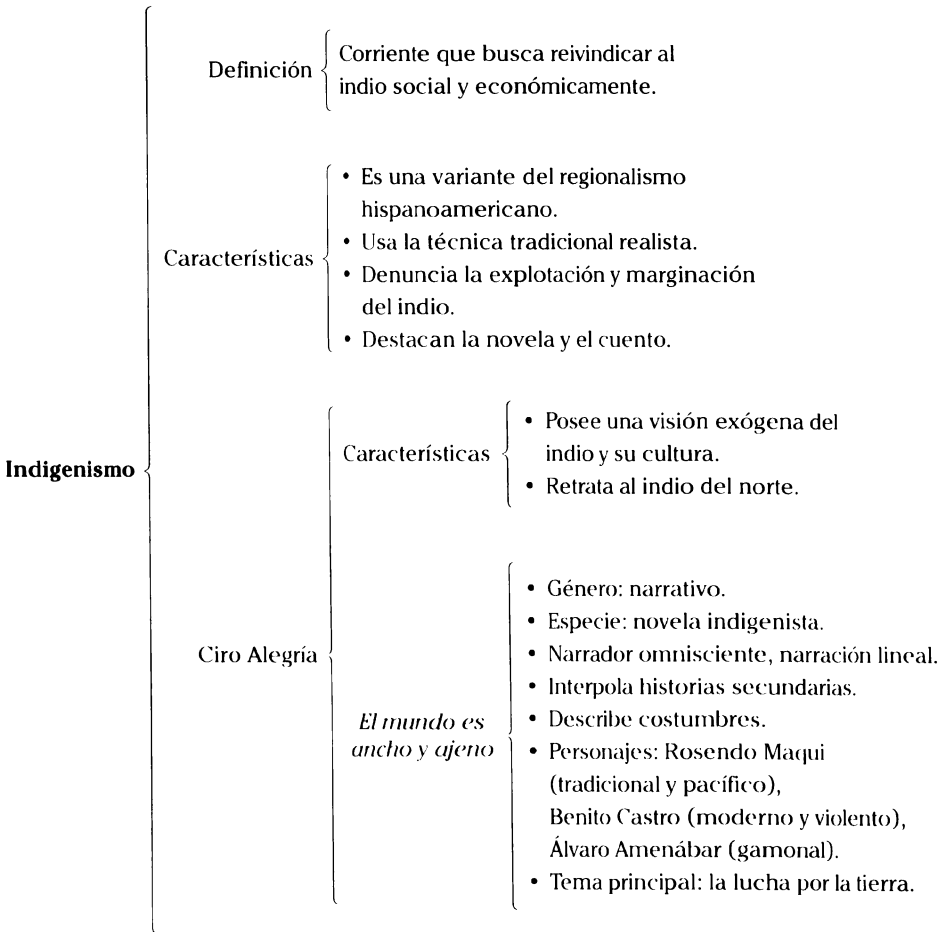 Indigenismo
Definición
Corriente que busca reivindicar al
indio social y económicamente.
Características
• Es una variante del regionalismo
hispanoamericano.
• Usa la técnica tradicional realista.
• Denuncia la explotación y marginación
del indio.
• Destacan la novela y el cuento.
Ciro Alegría
Características
• Posee una visión exógena del
indio y su cultura.
• Retrata al indio del norte.
El mundo es
ancho y ajeno
• Género: narrativo.
• Especie: novela indigenista.
• Narrador omnisciente, narración lineal.
• Interpola historias secundarias.
• Describe costumbres.
• Personajes: Rosendo Maqui
(tradicional y pacífico),
Benito Castro (moderno y violento),
Álvaro Amenábar (gamonal).
• Tema principal: la lucha por la tierra.